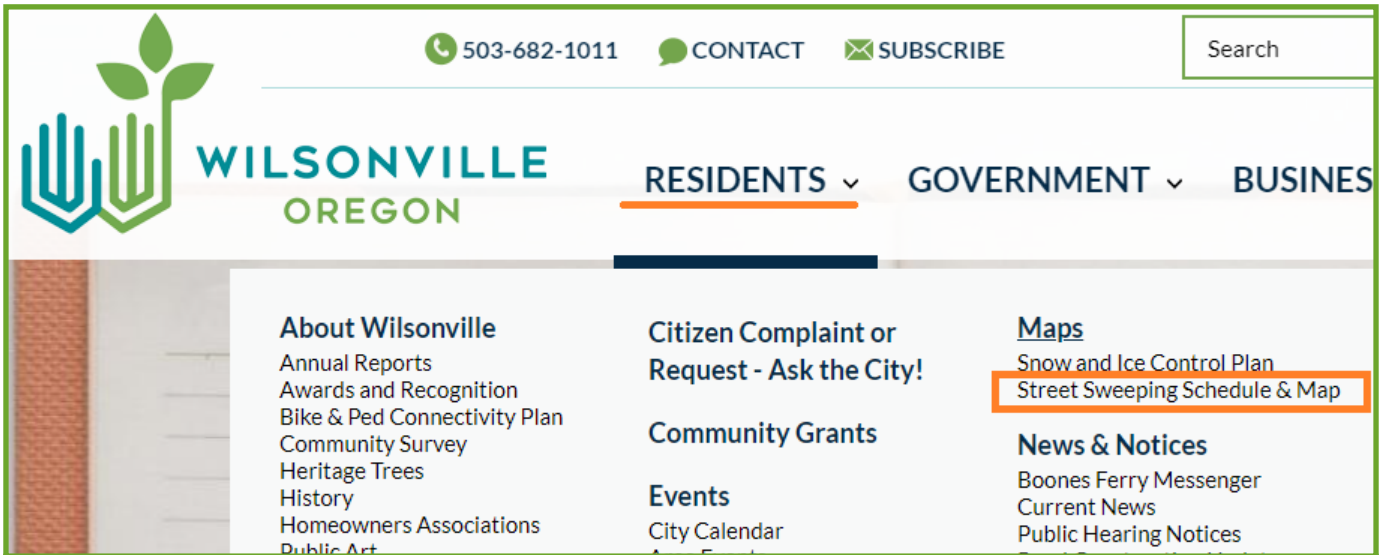 503-682-1011 CONTACT SUBSCRIBE Search
WILSONVILLE
OREGON
RESIDENTS GOVERNMENT BUSINES
About Wilsonville
Annual Reports
Awards and Recognition
Bike & Ped Connectivity Plan
Community Survey
Heritage Trees
History
Homeowners Associations
Public Art
Citizen Complaint or
Request - Ask the City!
Community Grants
Events
City Calendar
Maps
Snow and Ice Control Plan
Street Sweeping Schedule & Map
News & Notices
Boones Ferry Messenger
Current News
Public Hearing Notices